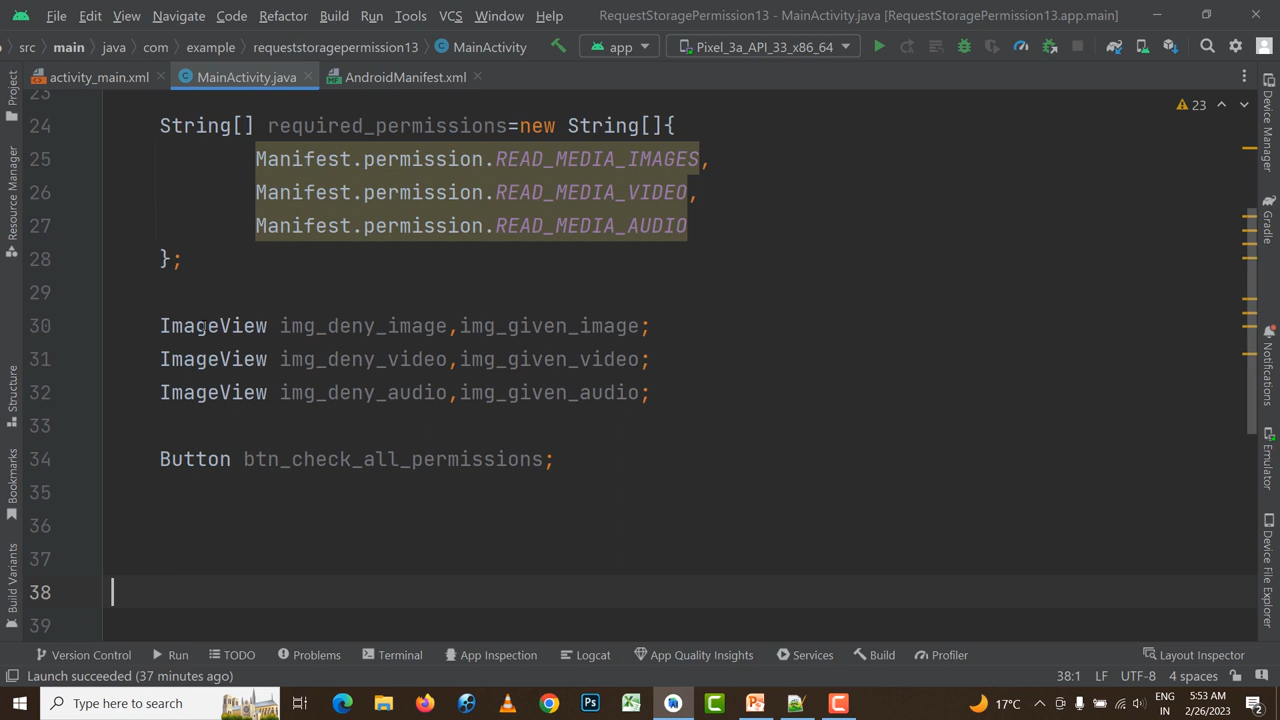 File Edit View Navigate Code Refactor Build Run Tools VCS Window Help RequestStoragePermission13 - MainActivity.java [RequestStoragePermission13.app.main]
src main java com example requeststoragepermission13 MainActivity app Pixel_3a_API_33_x86_64
activity_main.xml MainActivity.java AndroidManifest.xml
23
24 String[] required_permissions=new String[]{
25 Manifest.permission.READ_MEDIA_IMAGES,
26 Manifest.permission.READ_MEDIA_VIDEO,
27 Manifest.permission.READ_MEDIA_AUDIO
28 };
29
30 ImageView img_deny_image,img_given_image;
31 ImageView img_deny_video,img_given_video;
32 ImageView img_deny_audio,img_given_audio;
33
34 Button btn_check_all_permissions;
35
36
37
38
39
23
Project
Resource Manager
Structure
Bookmarks
Build Variants
Device Manager
Gradle
Notifications
Emulator
Device File Explorer
Version Control Run TODO Problems Terminal App Inspection Logcat App Quality Insights Services Build Profiler Layout Inspector
Launch succeeded (37 minutes ago) 38:1 LF UTF-8 4 spaces
Type here to search 17°C ENG IN 5:53 AM 2/26/2023 2